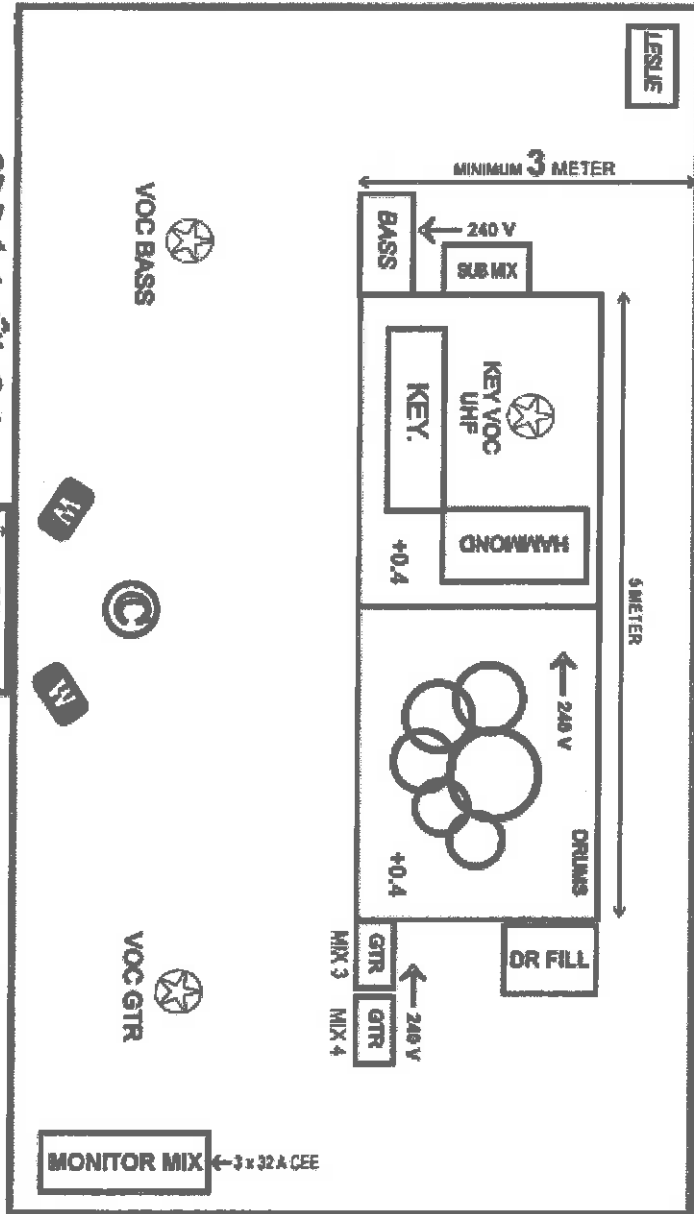 LESLIE
MINIMUM 3 METER
BASS
240 V
SUB MIX
VOC BASS
KEY VOC
UHF
KEY.
HAMMOND
+0.4
6 METER
W
C
W
240 V
DRUMS
+0.4
DR FILL
GTR
MIX 3
240 V
GTR
MIX 4
VOC GTR
MONITOR MIX
3 x 32 A CEE